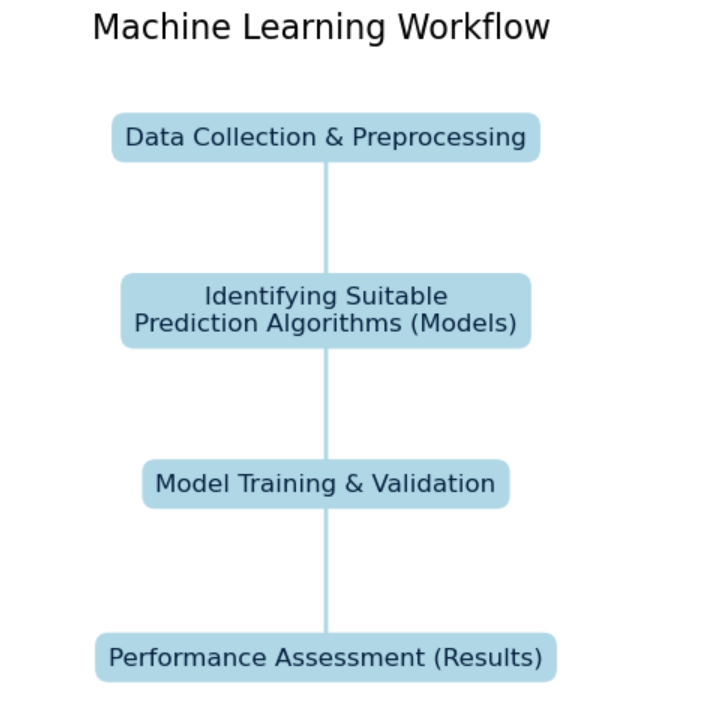 Machine Learning Workflow
Data Collection & Preprocessing
Identifying Suitable
Prediction Algorithms (Models)
Model Training & Validation
Performance Assessment (Results)